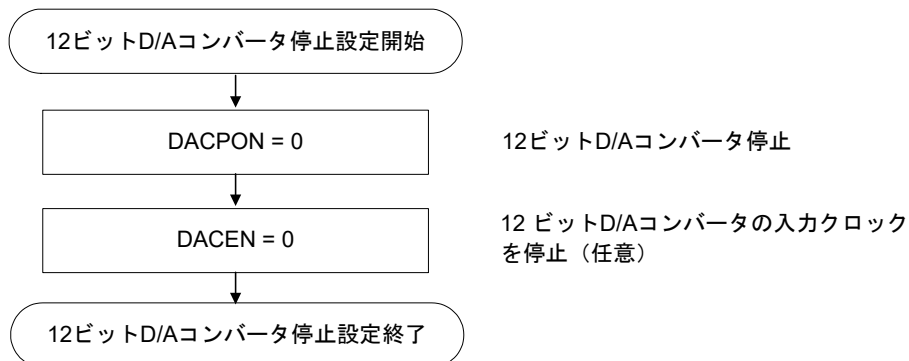 12ビットD/Aコンバータ停止設定開始
DACPON = 0
12ビットD/Aコンバータ停止
DACEN = 0
12 ビットD/Aコンバータの入力クロック
を停止（任意）
12ビットD/Aコンバータ停止設定終了